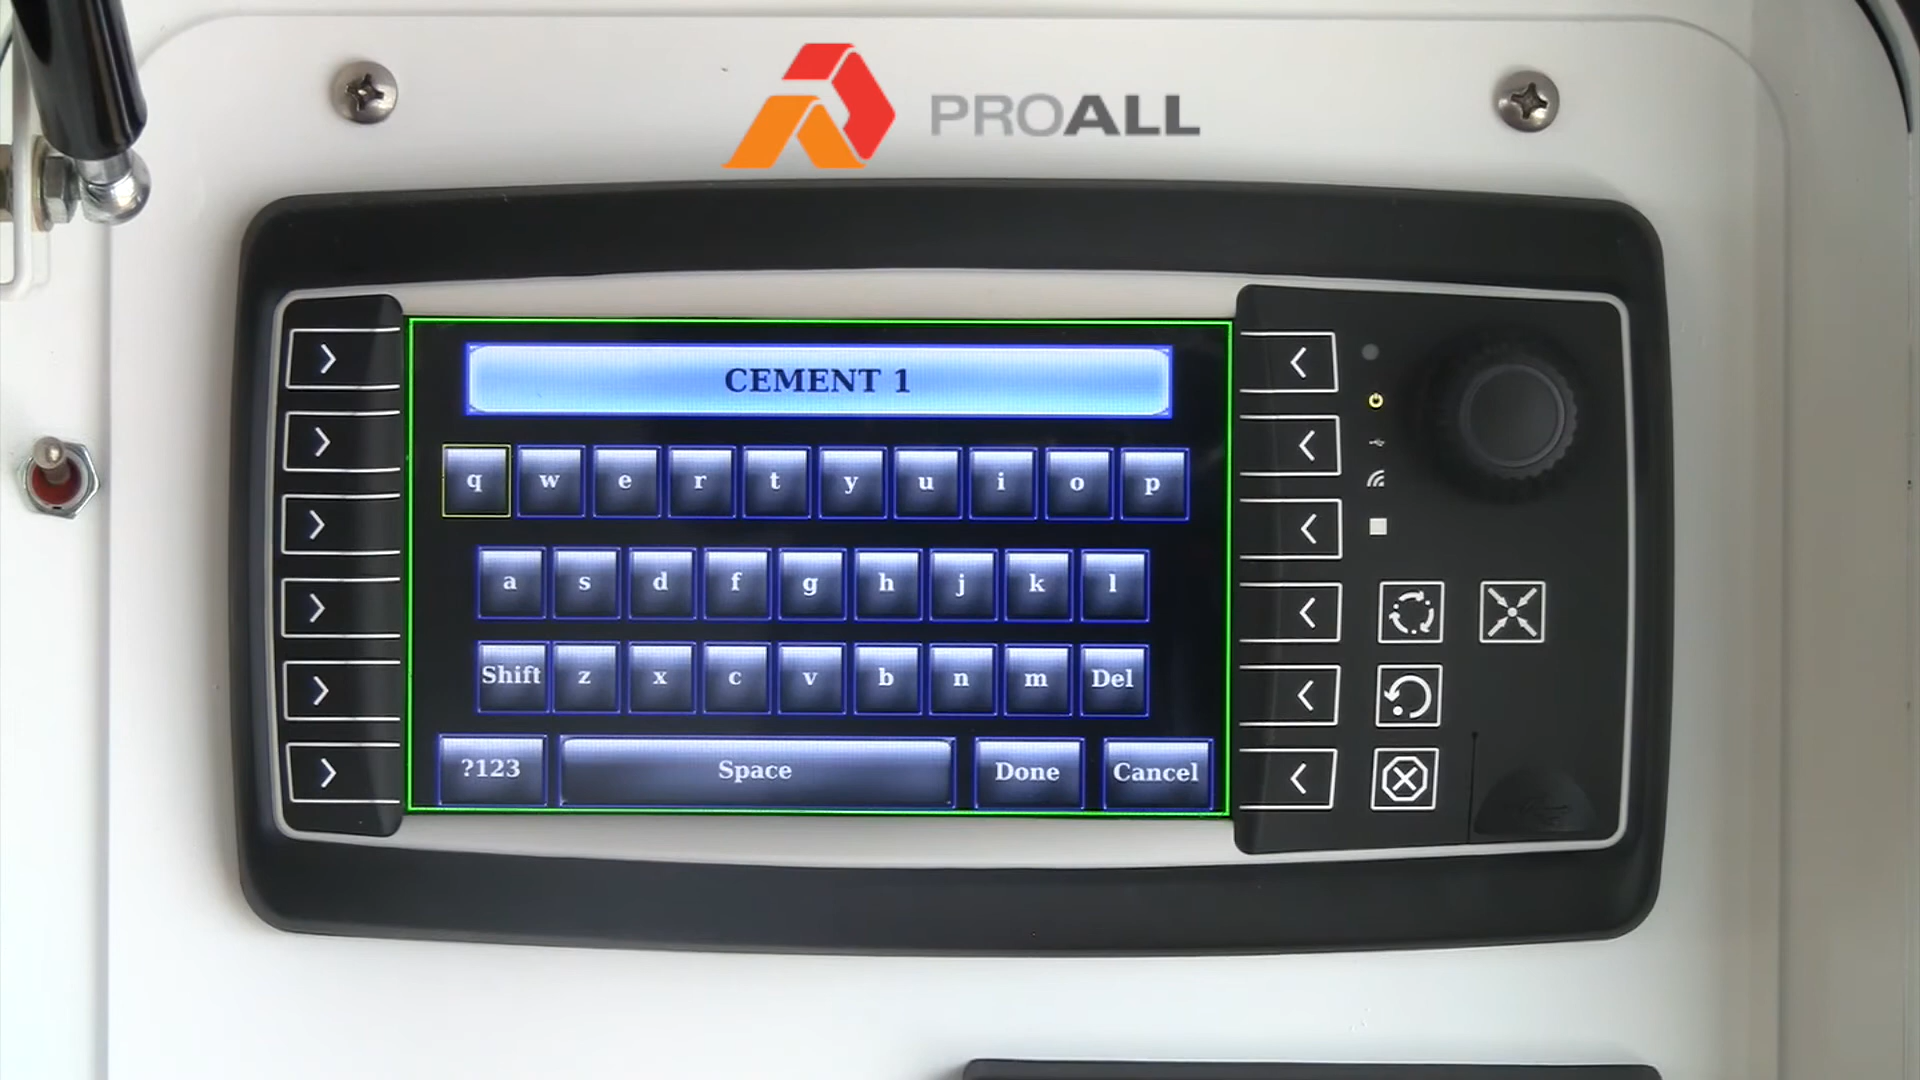 PROALL
CEMENT 1
q w e r t y u i o p
a s d f g h j k l
Shift z x c v b n m Del
?123 Space Done Cancel